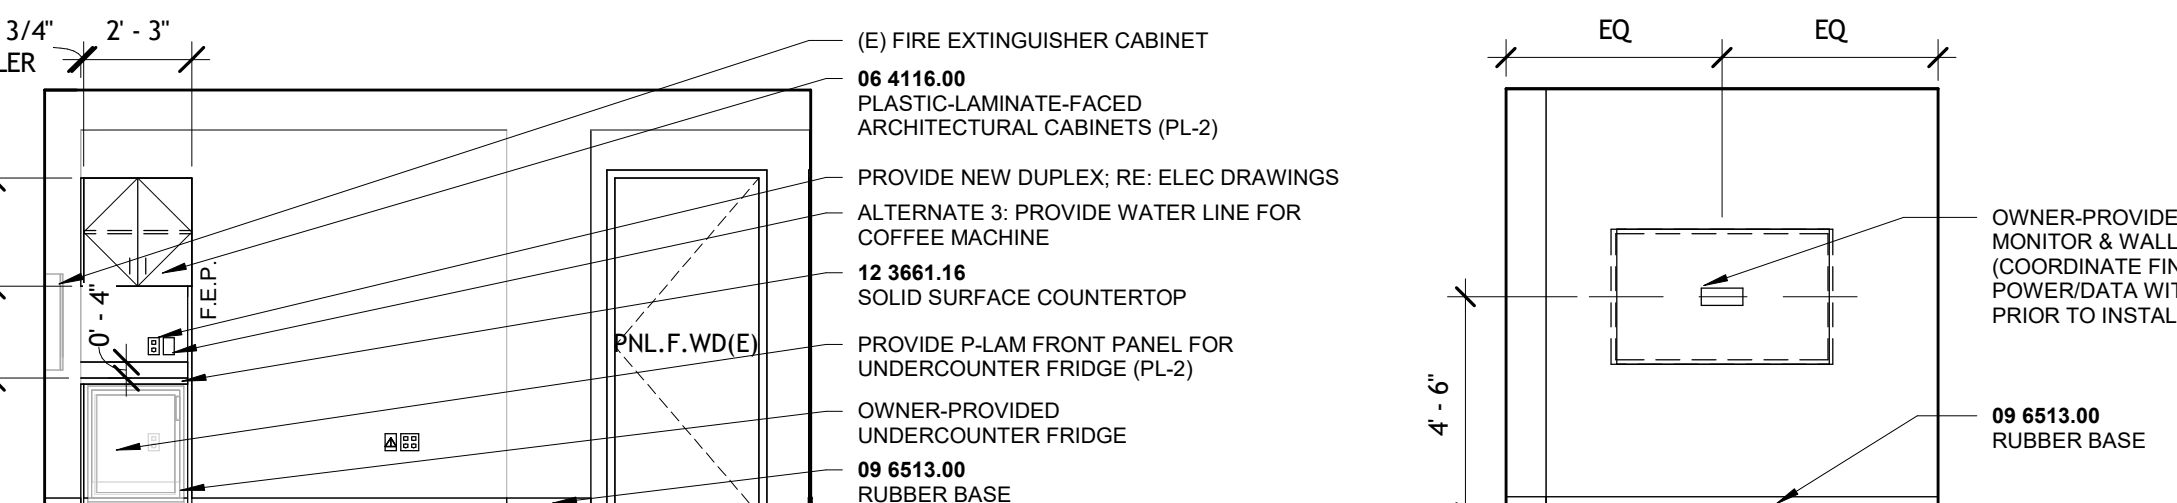 3/4"
2' - 3"
LER
(E) FIRE EXTINGUISHER CABINET
06 4116.00
PLASTIC-LAMINATE-FACED
ARCHITECTURAL CABINETS (PL-2)
PROVIDE NEW DUPLEX; RE: ELEC DRAWINGS
ALTERNATE 3: PROVIDE WATER LINE FOR
COFFEE MACHINE
12 3661.16
SOLID SURFACE COUNTERTOP
PROVIDE P-LAM FRONT PANEL FOR
UNDERCOUNTER FRIDGE (PL-2)
OWNER-PROVIDED
UNDERCOUNTER FRIDGE
09 6513.00
RUBBER BASE
F.E.P.
0' - 4"
PNL.F.WD(E)
EQ
EQ
4' - 6"
OWNER-PROVIDE
MONITOR & WALL
(COORDINATE FIN
POWER/DATA WIT
PRIOR TO INSTAL
09 6513.00
RUBBER BASE